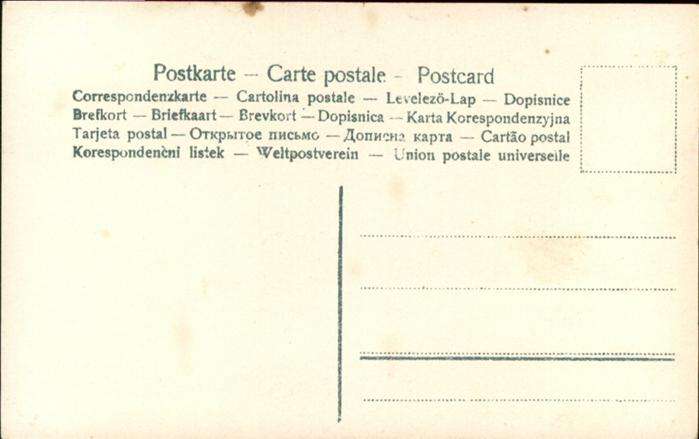 Postkarte — Carte postale - Postcard
Correspondenzkarte — Cartolina postale — Levelező-Lap — Dopisnice
Brefkort — Briefkaart — Brevkort — Dopisnica — Karta Korespondenzyjna
Tarjeta postal — Открытое письмо — Дописна карта — Cartão postal
Korespondenčni listek — Weltpostverein — Union postale universelle